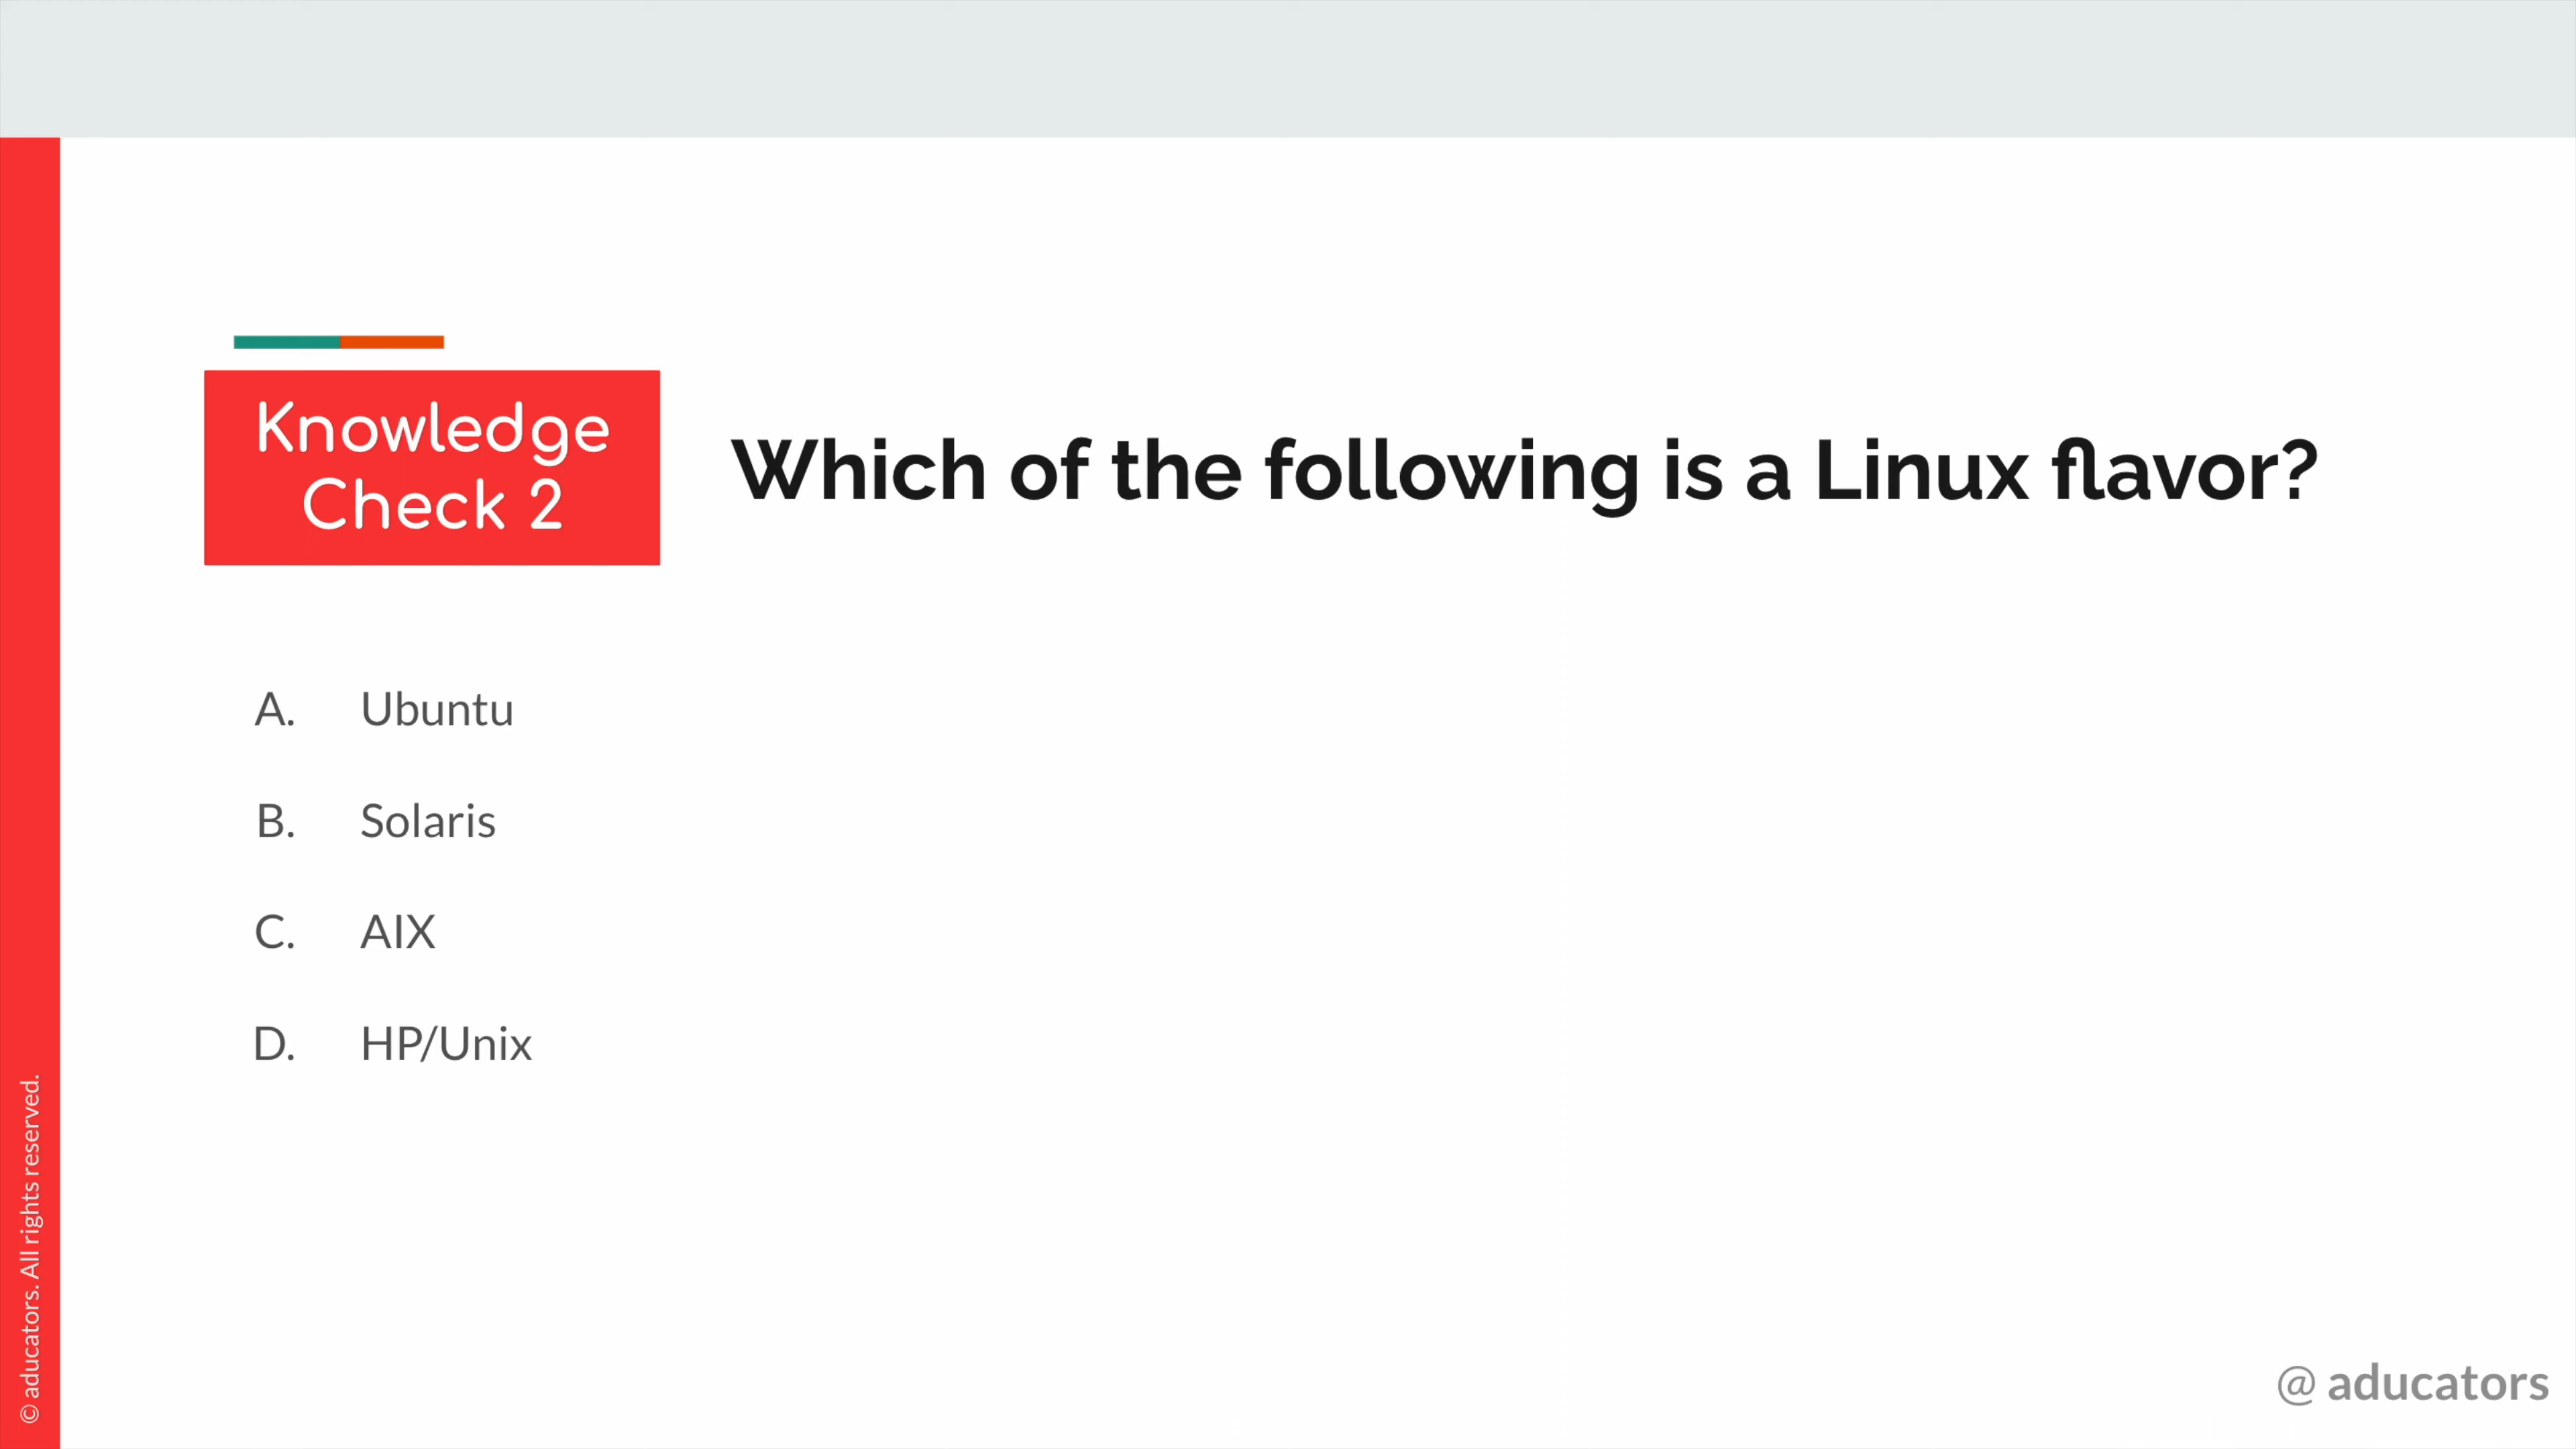 Knowledge
Check 2
Which of the following is a Linux flavor?
A. Ubuntu
B. Solaris
C. AIX
D. HP/Unix
© aducators. All rights reserved.
@ aducators